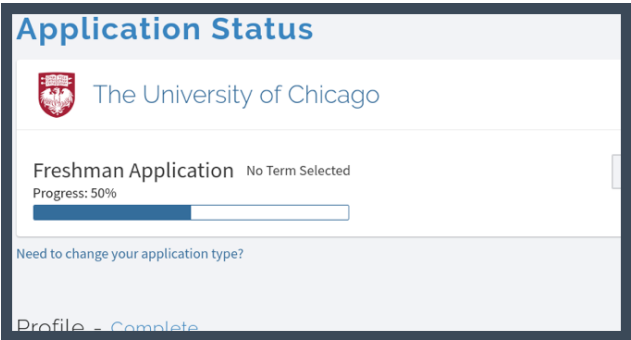 Application Status
The University of Chicago
Freshman Application No Term Selected
Progress: 50%
Need to change your application type?
Profile - Complete